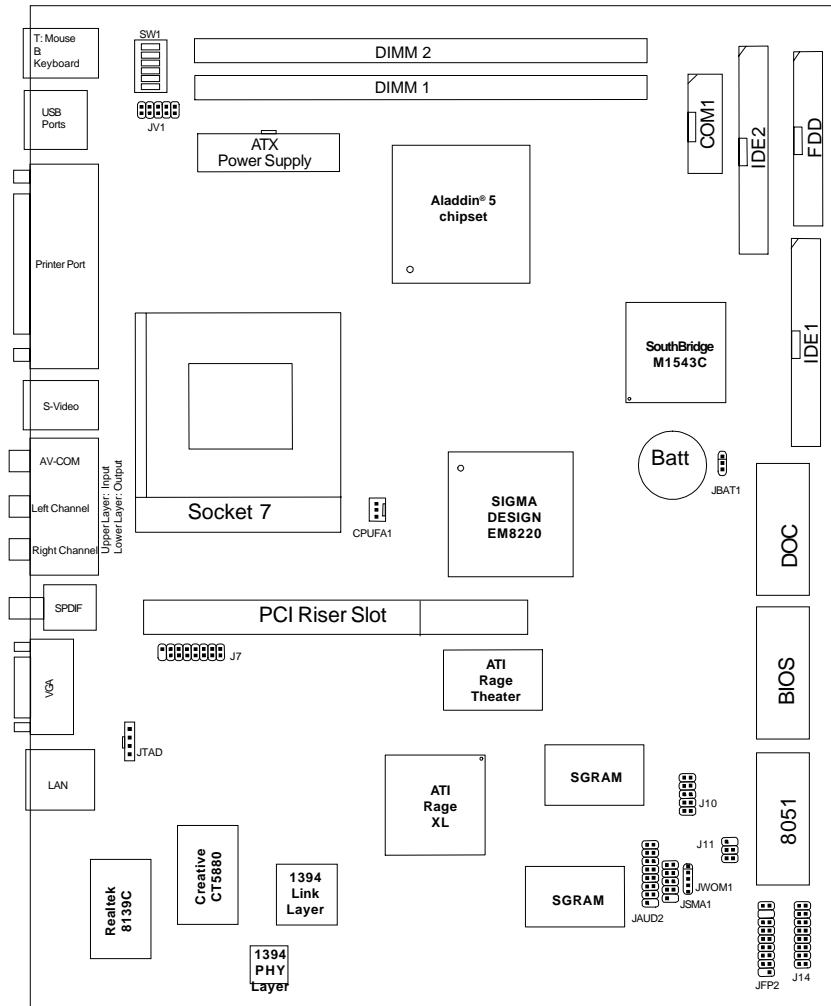 T: Mouse
B:
Keyboard
SW1
DIMM 2
DIMM 1
USB
Ports
JV1
ATX
Power Supply
COM1
IDE2
FDD
Aladdin® 5
chipset
Printer Port
IDE1
SouthBridge
M1543C
S-Video
AV-COM
Left Channel
Right Channel
Upper Layer: Input
Lower Layer: Output
Socket 7
CPUFA1
SIGMA
DESIGN
EM8220
Batt
JBAT1
DOC
SPDIF
PCI Riser Slot
J7
VGA
ATI
Rage
Theater
BIOS
JTAD
LAN
ATI
Rage
XL
SGRAM
J10
8051
J11
Realtek
8139C
Creative
CT5880
1394
Link
Layer
SGRAM
JWOM1
JSMA1
JAUD2
1394
PHY
Layer
JFP2
J14